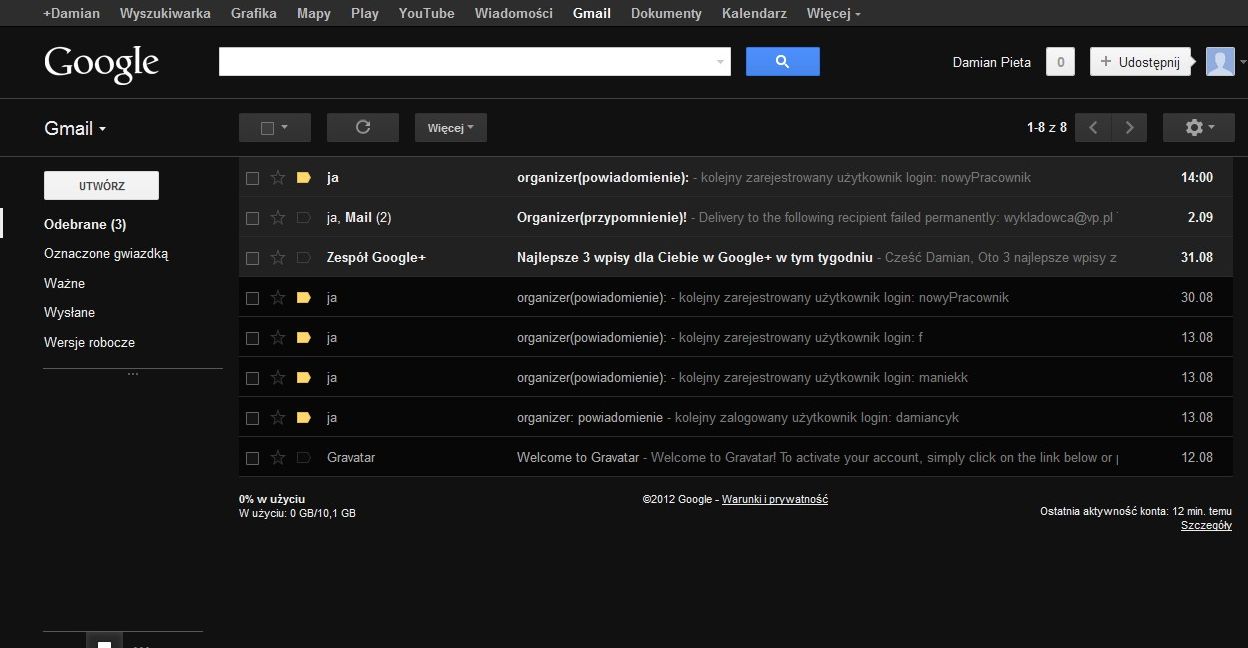 +Damian Wyszukiwarka Grafika Mapy Play YouTube Wiadomości Gmail Dokumenty Kalendarz Więcej
Google Damian Pieta 0 + Udostępnij
Gmail Więcej 1-8 z 8
UTWÓRZ
Odebrane (3)
Oznaczone gwiazdką
Ważne
Wysłane
Wersje robocze
ja organizer(powiadomienie): - kolejny zarejestrowany użytkownik login: nowyPracownik 14:00
ja, Mail (2) Organizer(przypomnienie)! - Delivery to the following recipient failed permanently: wykladowca@vp.pl 2.09
Zespół Google+ Najlepsze 3 wpisy dla Ciebie w Google+ w tym tygodniu - Cześć Damian, Oto 3 najlepsze wpisy z 31.08
ja organizer(powiadomienie): - kolejny zarejestrowany użytkownik login: nowyPracownik 30.08
ja organizer(powiadomienie): - kolejny zarejestrowany użytkownik login: f 13.08
ja organizer(powiadomienie): - kolejny zarejestrowany użytkownik login: maniekk 13.08
ja organizer: powiadomienie - kolejny zalogowany użytkownik login: damiancyk 13.08
Gravatar Welcome to Gravatar - Welcome to Gravatar! To activate your account, simply click on the link below or 12.08
0% w użyciu
W użyciu: 0 GB/10,1 GB
©2012 Google - Warunki i prywatność
Ostatnia aktywność konta: 12 min. temu
Szczegóły